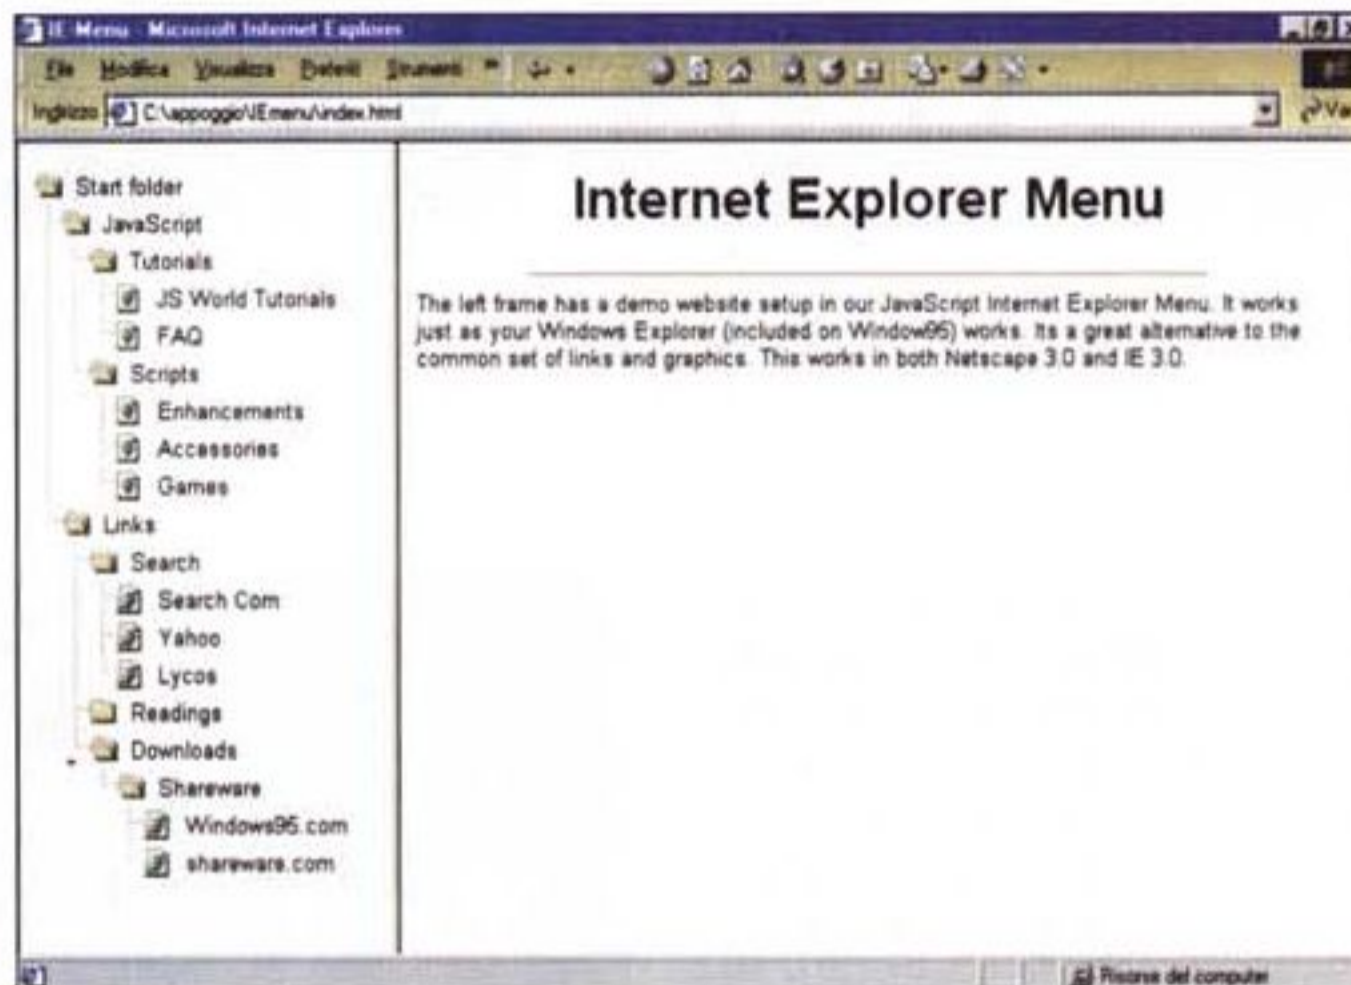 IE Menu - Microsoft Internet Explorer
File Modifica Visualizza Preferiti Strumenti
Indirizzo C:\appoggio\IEmenu\index.html Vai
Start folder
JavaScript
Tutorials
JS World Tutorials
FAQ
Scripts
Enhancements
Accessories
Games
Links
Search
Search Com
Yahoo
Lycos
Readings
Downloads
Shareware
Windows95.com
shareware.com
Internet Explorer Menu
The left frame has a demo website setup in our JavaScript Internet Explorer Menu. It works
just as your Windows Explorer (included on Window95) works. Its a great alternative to the
common set of links and graphics. This works in both Netscape 3.0 and IE 3.0.
Risorse del computer